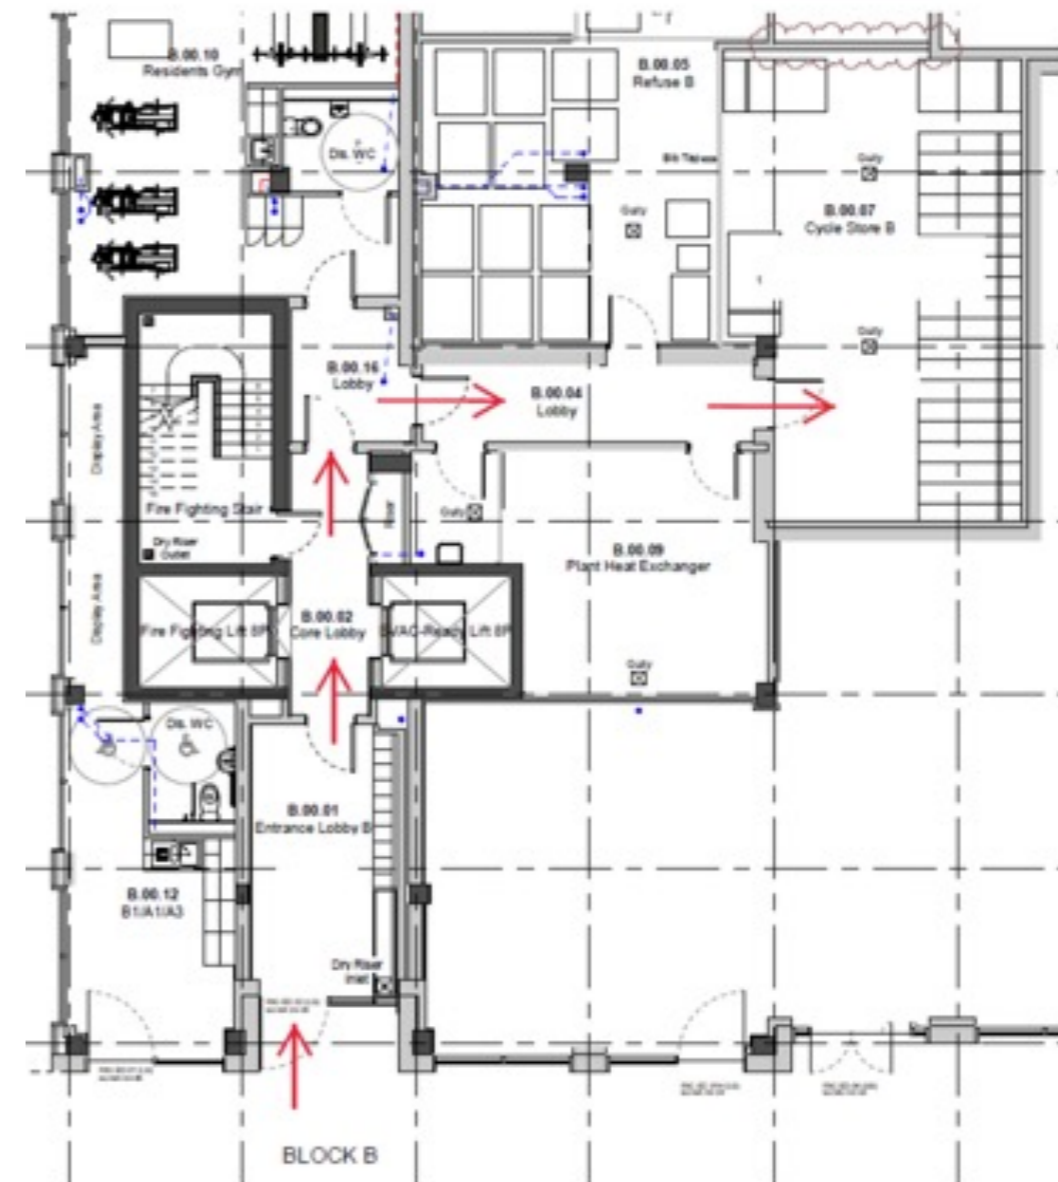 B.00.10
Residents Gym
B.00.05
Refuse B
Dis. WC
Gully
Gully
B.00.07
Cycle Store B
Gully
B.00.16
Lobby
B.00.04
Lobby
Display Area
Fire Fighting Stair
Riser
Gully
Dry Riser
Outlet
B.00.09
Plant Heat Exchanger
Display Area
B.00.02
Core Lobby
Fire Fighting Lift 8P
EVAC-Ready Lift 8P
Gully
Dis. WC
B.00.01
Entrance Lobby B
B.00.12
B1/A1/A3
Dry Riser
Inlet
BLOCK B